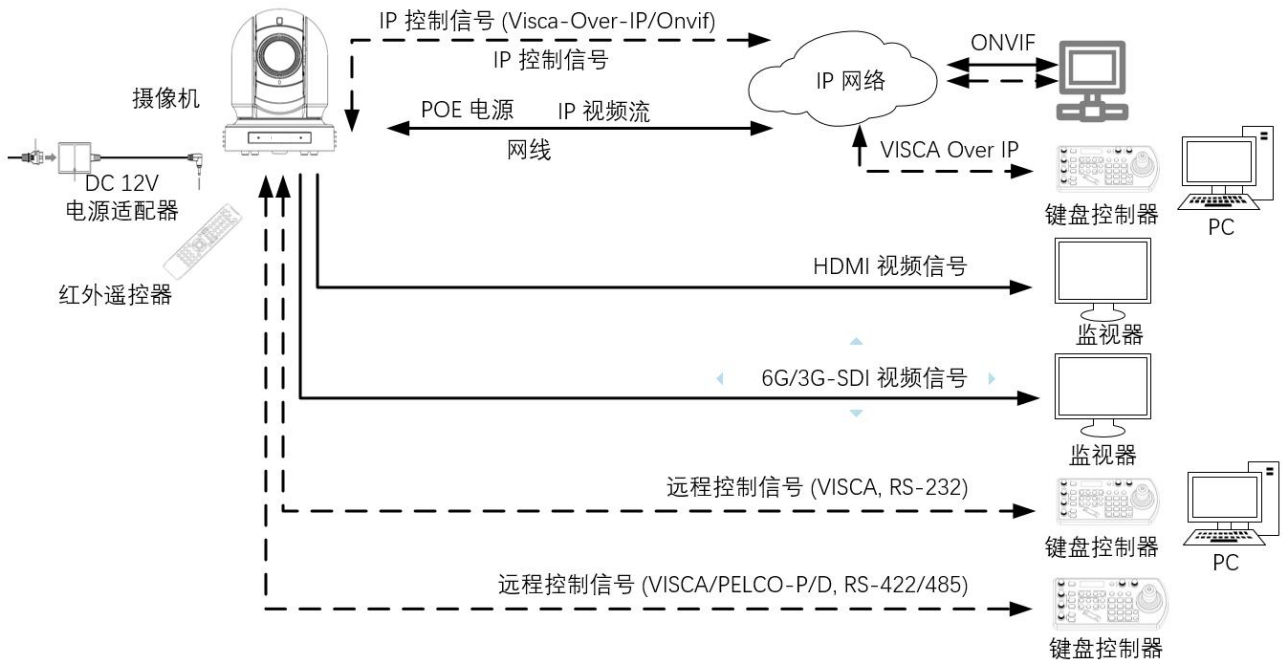 IP 控制信号 (Visca-Over-IP/Onvif)
IP 控制信号
ONVIF
IP 网络
摄像机
POE 电源 IP 视频流
网线
VISCA Over IP
DC 12V
电源适配器
键盘控制器
PC
红外遥控器
HDMI 视频信号
监视器
6G/3G-SDI 视频信号
监视器
远程控制信号 (VISCA, RS-232)
键盘控制器
PC
远程控制信号 (VISCA/PELCO-P/D, RS-422/485)
键盘控制器